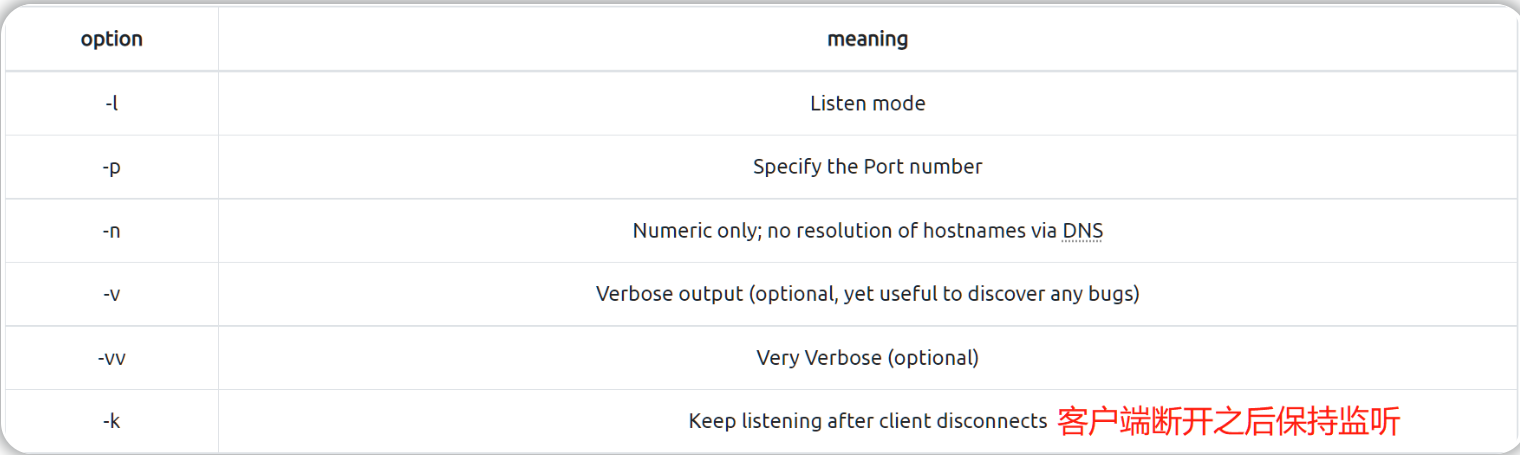 option meaning
-l Listen mode
-p Specify the Port number
-n Numeric only; no resolution of hostnames via DNS
-v Verbose output (optional, yet useful to discover any bugs)
-vv Very Verbose (optional)
-k Keep listening after client disconnects 客户端断开之后保持监听